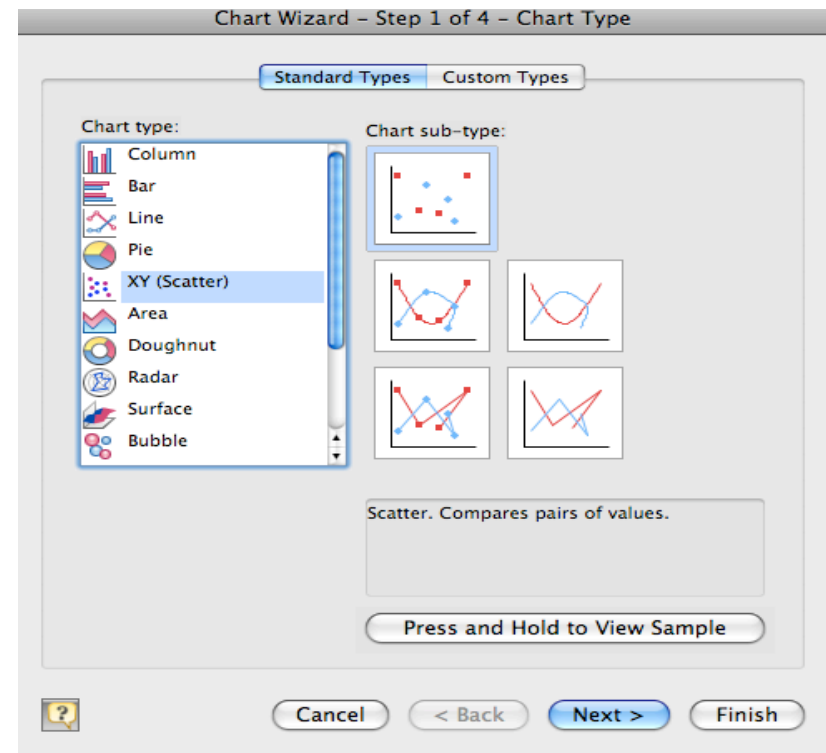 Chart Wizard – Step 1 of 4 – Chart Type
Standard Types Custom Types
Chart type:
Column
Bar
Line
Pie
XY (Scatter)
Area
Doughnut
Radar
Surface
Bubble
Chart sub-type:
Scatter. Compares pairs of values.
Press and Hold to View Sample
?
Cancel < Back Next > Finish